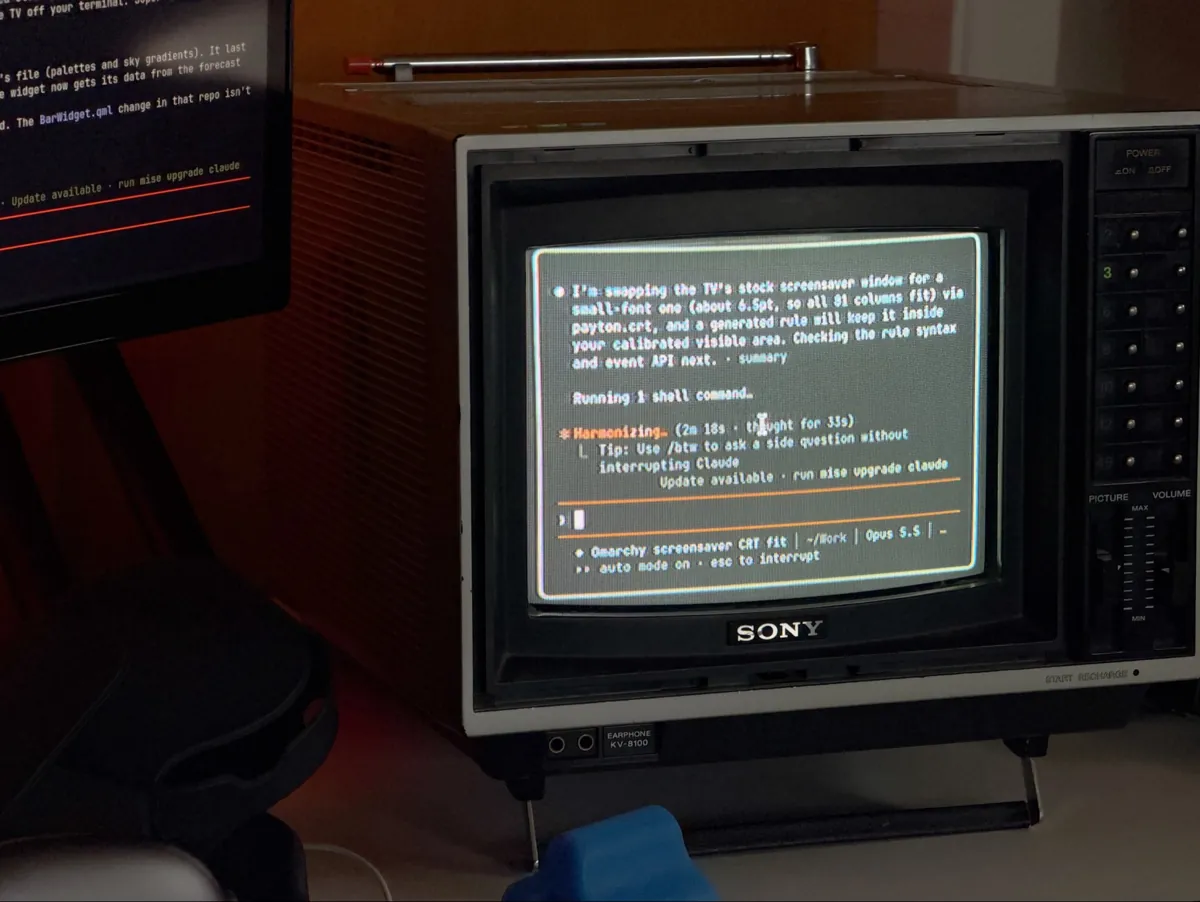 TV off your terminal.
's file (palettes and sky gradients). It last
widget now gets its data from the forecast
d. The BarWidget.qml change in that repo isn't
· Update available · run mise upgrade claude
● I'm swapping the TV's stock screensaver window for a
small-font one (about 6.5pt, so all 81 columns fit) via
payton.crt, and a generated rule will keep it inside
your calibrated visible area. Checking the rule syntax
and event API next. · summary
Running 1 shell command…
✻ Harmonizing… (2m 18s · thought for 33s)
⎿ Tip: Use /btw to ask a side question without
interrupting Claude
Update available · run mise upgrade claude
❯
◆ Omarchy screensaver CRT fit | ~/Work | Opus 5.5 | …
▸▸ auto mode on · esc to interrupt
SONY
EARPHONE
KV-8100
POWER
ON OFF
3
PICTURE VOLUME
MAX
MIN
START RECHARGE